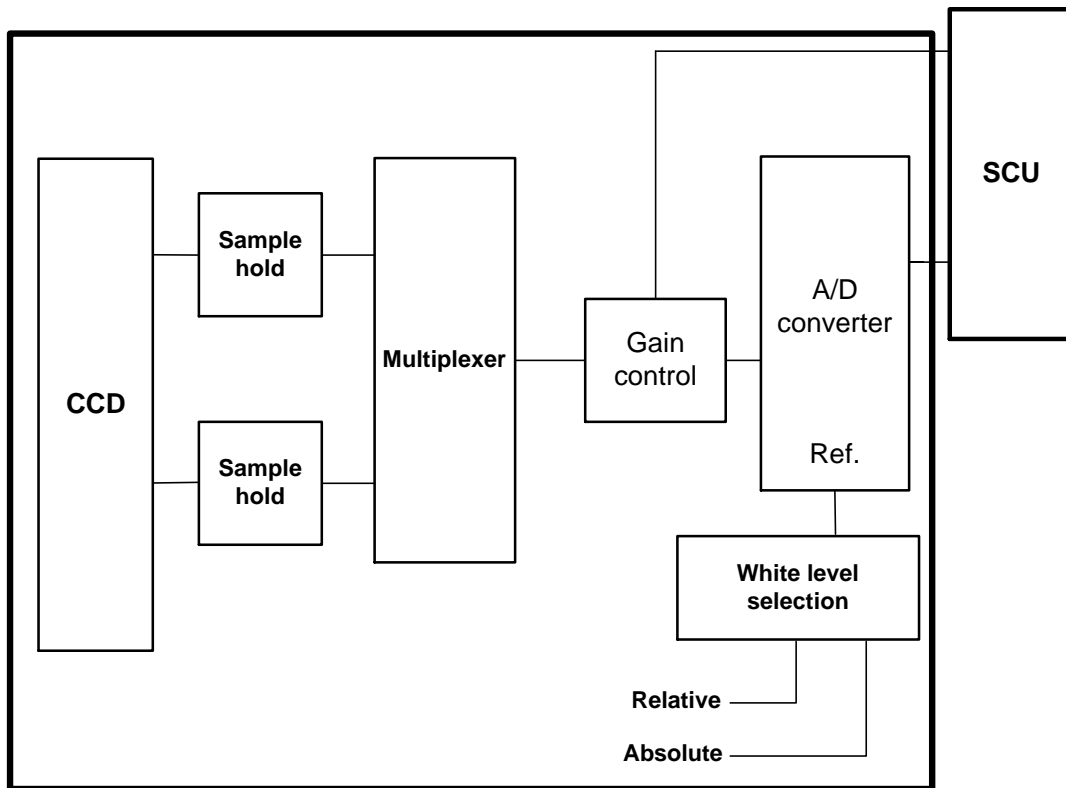 SCU
Sample
hold
Multiplexer
CCD
Gain
control
A/D
converter
Ref.
Sample
hold
White level
selection
Relative
Absolute